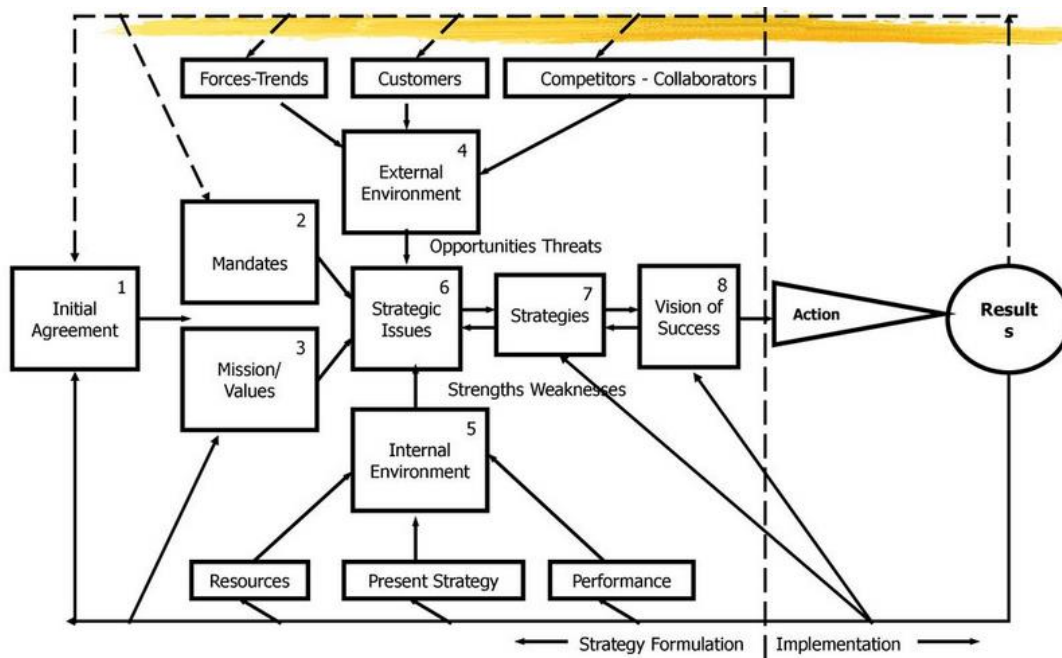 Forces-Trends
Customers
Competitors - Collaborators
4
External
Environment
2
Mandates
Opportunities Threats
1
Initial
Agreement
6
Strategic
Issues
7
Strategies
8
Vision of
Success
Action
Result
s
3
Mission/
Values
Strengths Weaknesses
5
Internal
Environment
Resources
Present Strategy
Performance
Strategy Formulation
Implementation